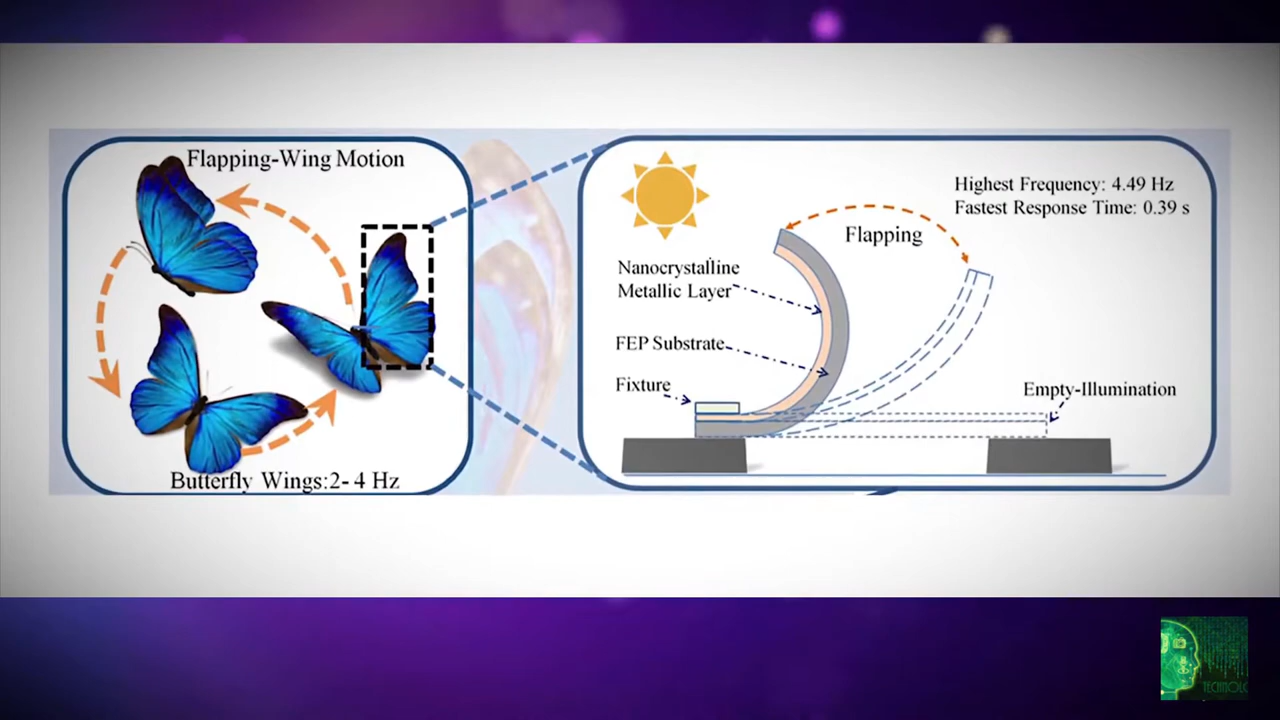 Flapping-Wing Motion
Butterfly Wings:2- 4 Hz
Highest Frequency: 4.49 Hz
Fastest Response Time: 0.39 s
Flapping
Nanocrystalline
Metallic Layer
FEP Substrate
Fixture
Empty-Illumination
TECHNOLO